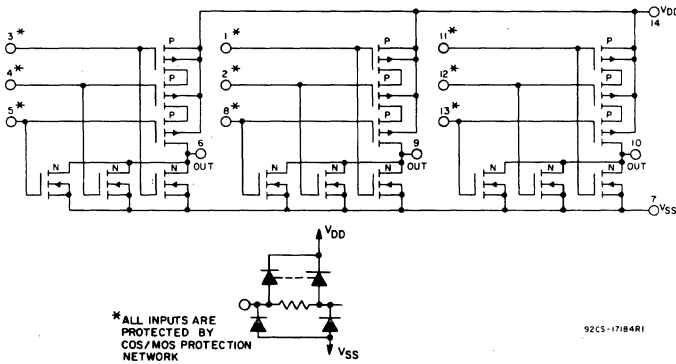 VDD
14
3*
1*
11*
P
P
P
4*
2*
12*
P
P
P
5*
8*
13*
P
P
P
6
9
10
OUT
OUT
OUT
N N N
N N N
N N N
7
VSS
VDD
VSS
*ALL INPUTS ARE
PROTECTED BY
COS/MOS PROTECTION
NETWORK
92CS-17184R1